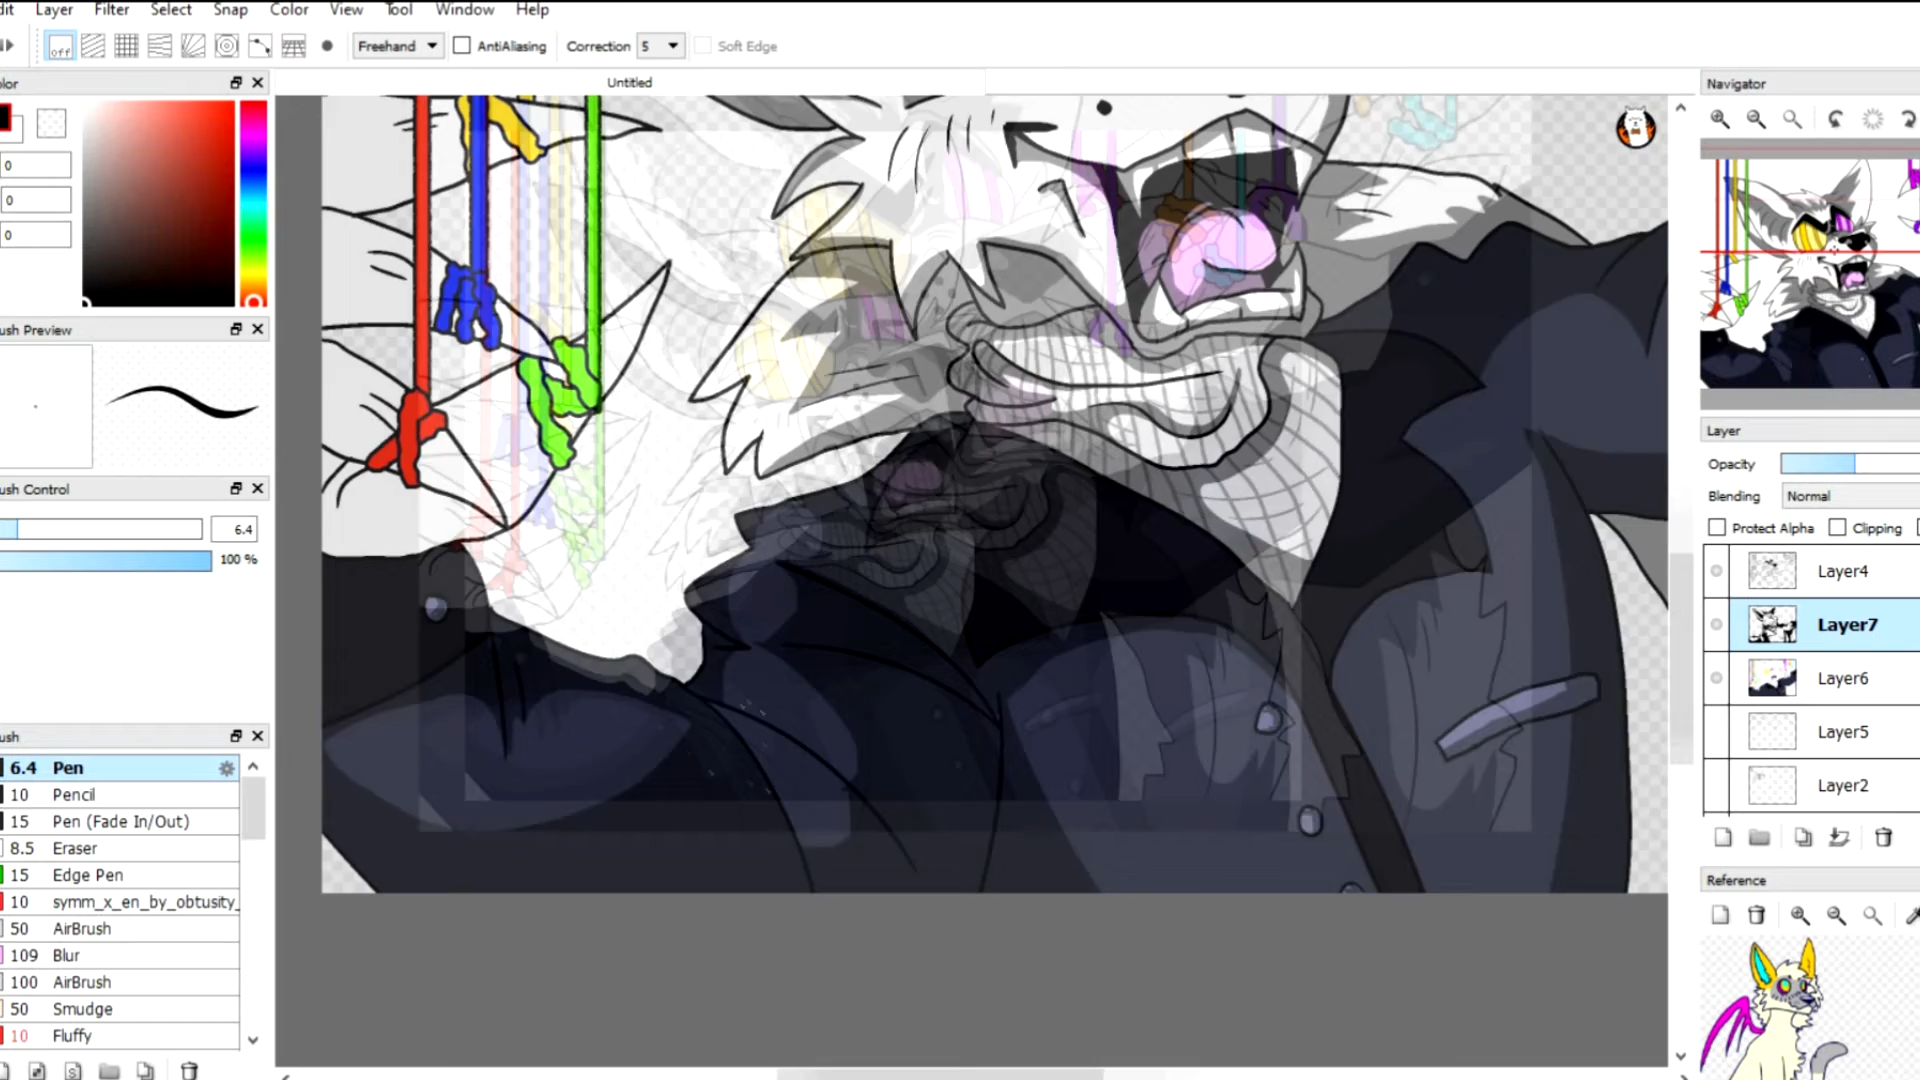 Layer Filter Select Snap Color View Tool Window Help
off Freehand AntiAliasing Correction 5 Soft Edge
Untitled
Navigator
0
0
0
ush Preview
ush Control
6.4
100 %
ush
6.4 Pen
10 Pencil
15 Pen (Fade In/Out)
8.5 Eraser
15 Edge Pen
10 symm_x_en_by_obtusity_
50 AirBrush
109 Blur
100 AirBrush
50 Smudge
10 Fluffy
Layer
Opacity
Blending Normal
Protect Alpha Clipping
Layer4
Layer7
Layer6
Layer5
Layer2
Reference